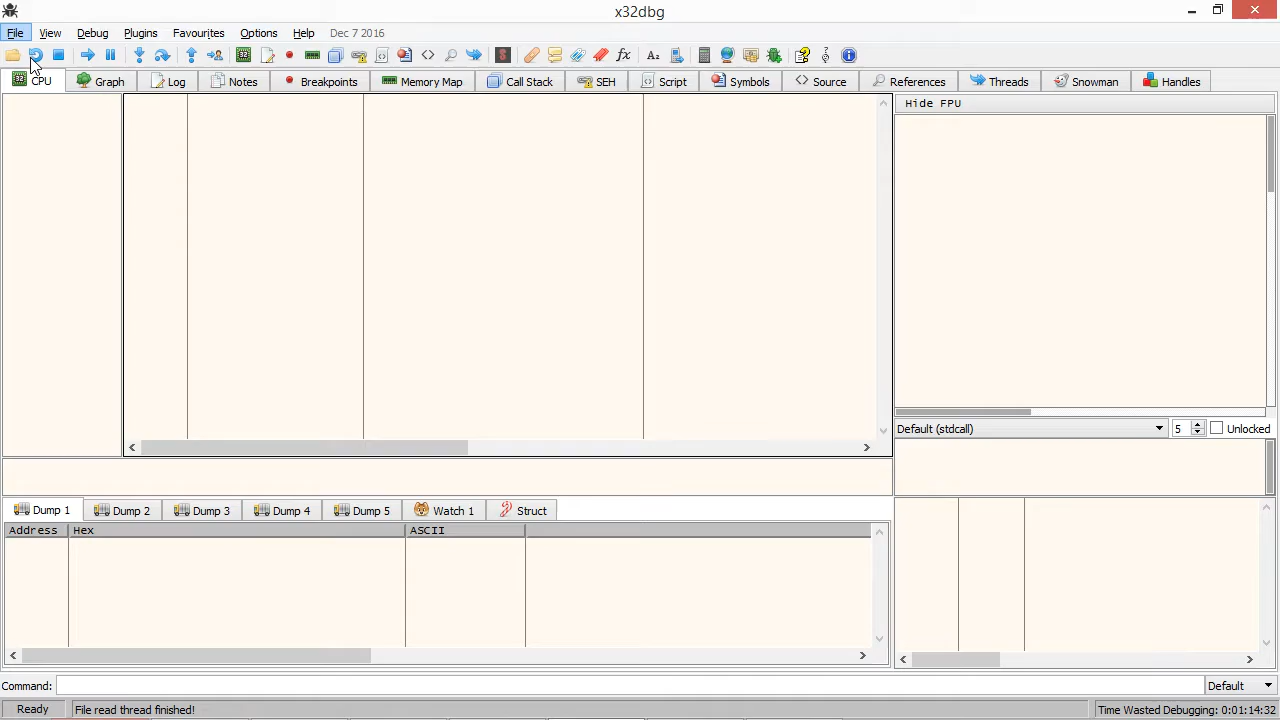 x32dbg
File View Debug Plugins Favourites Options Help Dec 7 2016
CPU Graph Log Notes Breakpoints Memory Map Call Stack SEH Script Symbols Source References Threads Snowman Handles
Hide FPU
Default (stdcall) 5 Unlocked
Dump 1 Dump 2 Dump 3 Dump 4 Dump 5 Watch 1 Struct
Address Hex ASCII
Command: Default
Ready File read thread finished! Time Wasted Debugging: 0:01:14:32